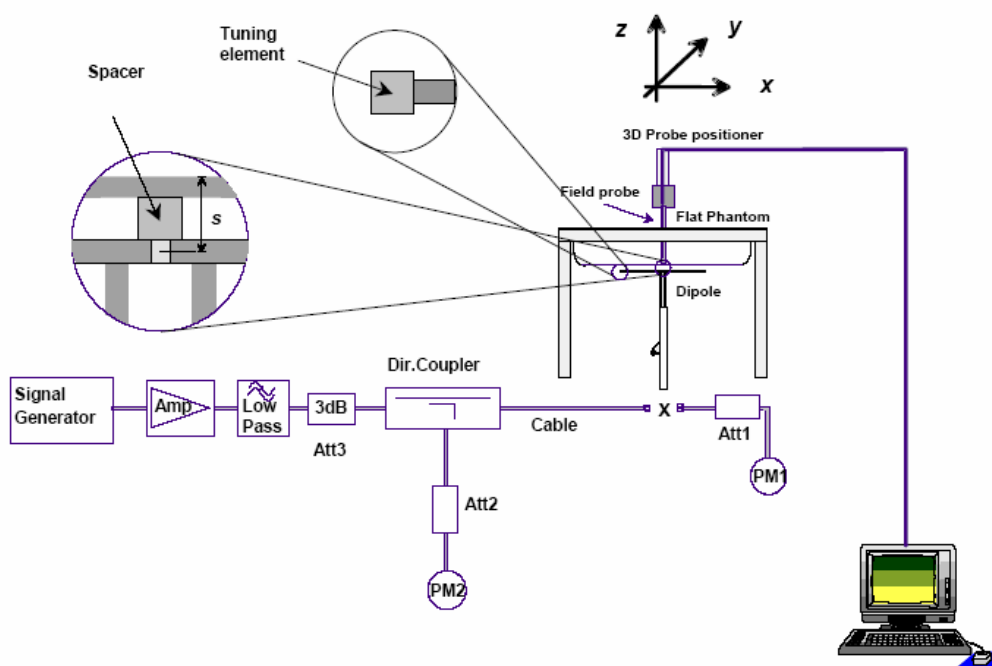 Tuning
element
Spacer
z
y
x
3D Probe positioner
Field probe
s
Flat Phantom
Dipole
Dir.Coupler
Signal
Generator
Amp
Low
Pass
3dB
Att3
Cable
X
Att1
PM1
Att2
PM2